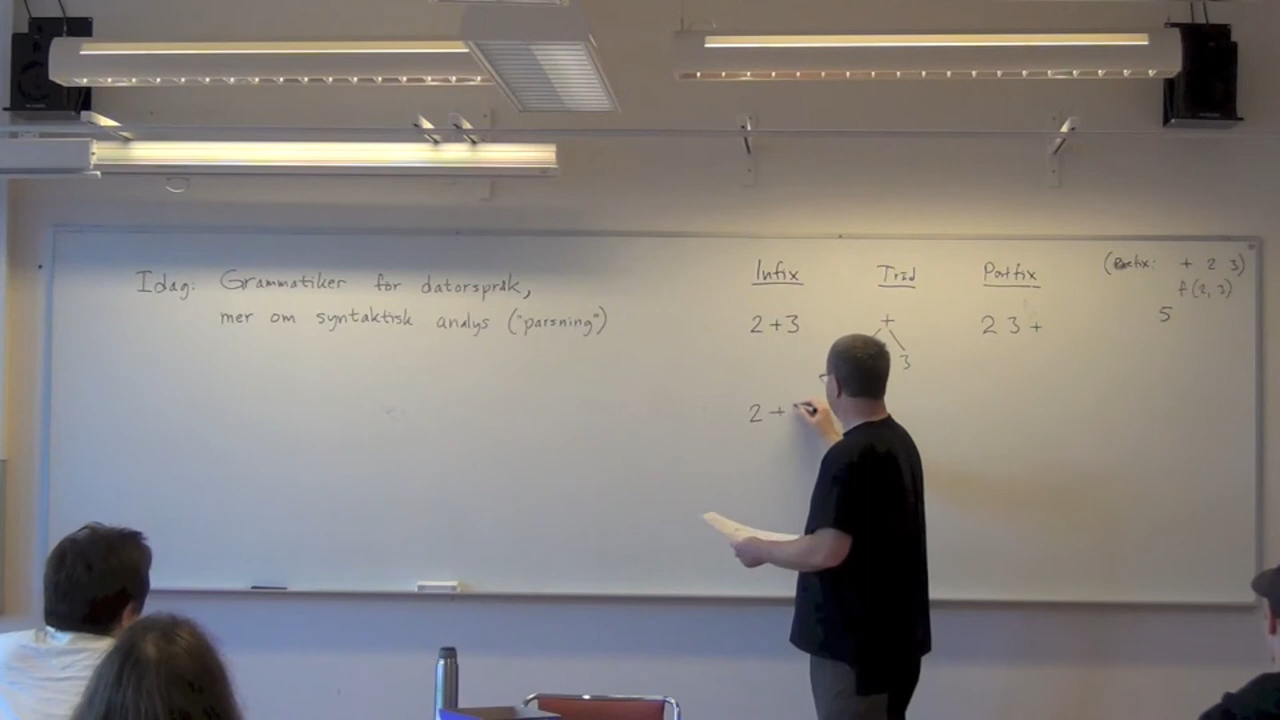 Idag: Grammatiker för datorspråk,
mer om syntaktisk analys ("parsning")
Infix Träd Postfix
2+3 + 2 3 +
3
2 +
(Prefix: + 2 3)
f(2, 3)
5